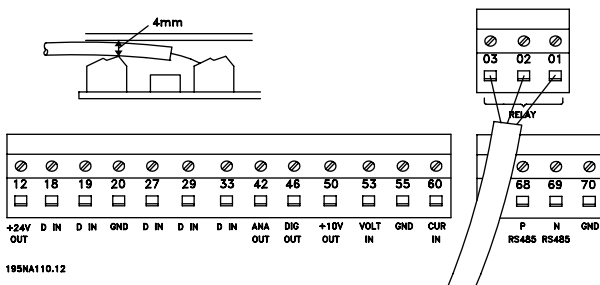 4mm
03 02 01
RELAY
12 18 19 20 27 29 33 42 46 50 53 55 60
68 69 70
+24V OUT D IN D IN GND D IN D IN D IN ANA OUT DIG OUT +10V OUT VOLT IN GND CUR IN
P RS485 N RS485 GND
195NA110.12